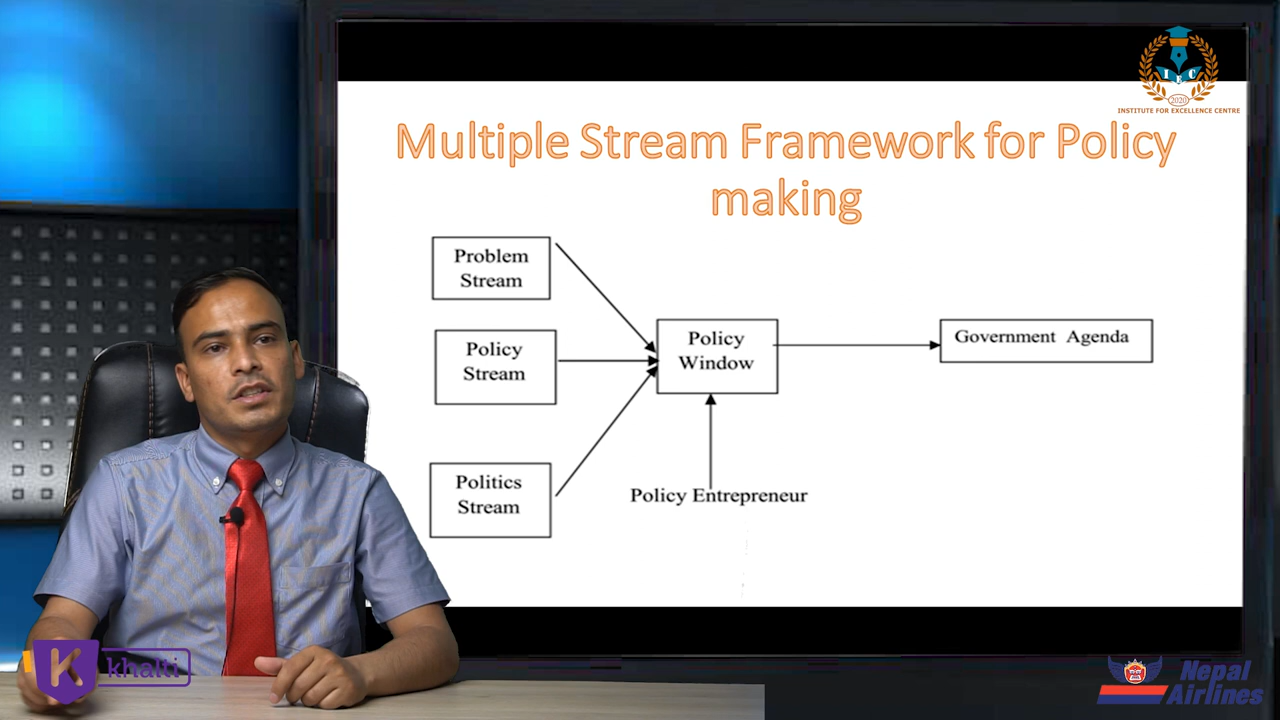 I E C
2020
INSTITUTE FOR EXCELLENCE CENTRE
Multiple Stream Framework for Policy
making
Problem
Stream
Policy
Stream
Politics
Stream
Policy
Window
Government Agenda
Policy Entrepreneur
K khalti
Nepal
Airlines